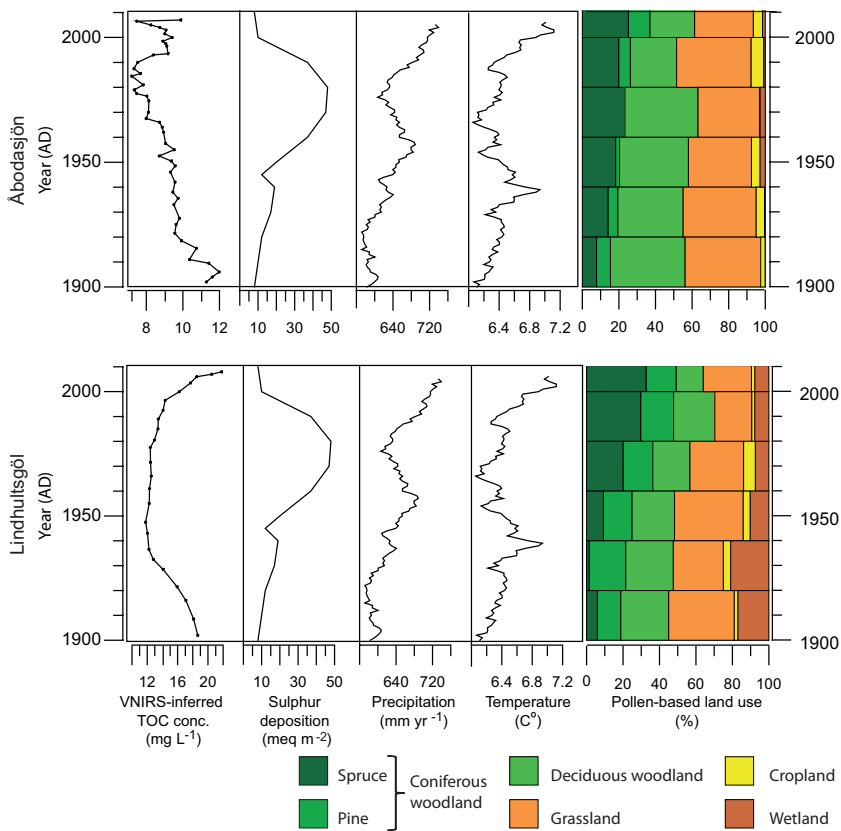 Åbodasjön
Year (AD)
2000
1950
1900
2000
1950
1900
8 10 12
10 30 50
640 720
6.4 6.8 7.2
0 20 40 60 80 100
Lindhultsgöl
Year (AD)
2000
1950
1900
2000
1950
1900
12 14 16 20
10 30 50
640 720
6.4 6.8 7.2
0 20 40 60 80 100
VNIRS-inferred
TOC conc.
(mg L-1)
Sulphur
deposition
(meq m-2)
Precipitation
(mm yr -1)
Temperature
(Cº)
Pollen-based land use
(%)
Spruce
Pine
Coniferous
woodland
Deciduous woodland
Grassland
Cropland
Wetland